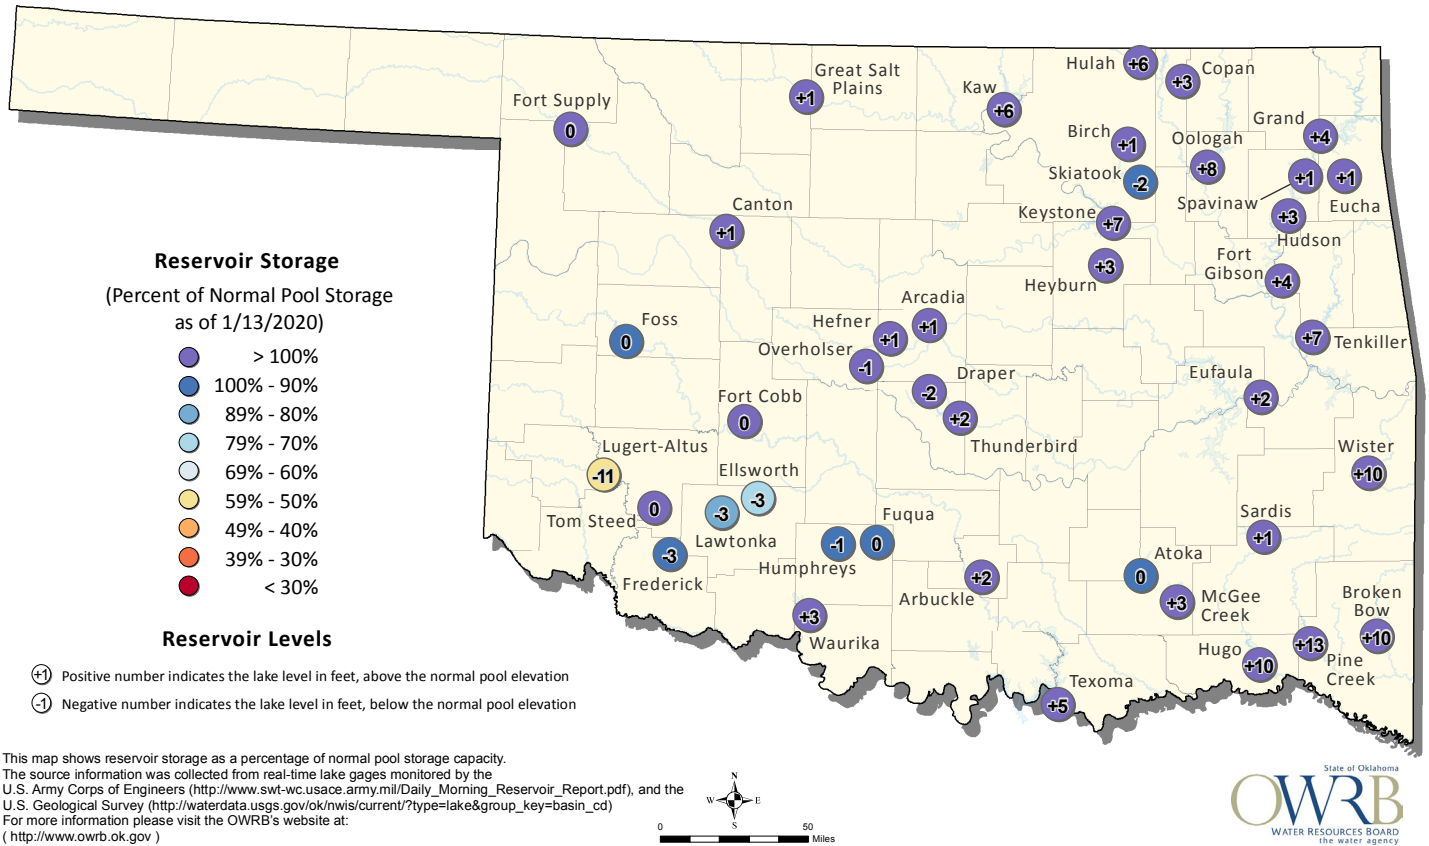 Hulah
+6
+3
Copan
Great Salt
Plains
+1
Kaw
+6
Fort Supply
0
Birch
+1
Oologah
+8
Grand
+4
Skiatook
-2
Spavinaw
+1
+1
Eucha
Canton
+1
Keystone
+7
+3
Hudson
Heyburn
+3
Fort
Gibson
+4
Reservoir Storage
(Percent of Normal Pool Storage
as of 1/13/2020)
> 100%
100% - 90%
89% - 80%
79% - 70%
69% - 60%
59% - 50%
49% - 40%
39% - 30%
< 30%
Foss
0
Arcadia
+1
Hefner
+1
Overholser
-1
+7
Tenkiller
Draper
-2
Eufaula
+2
Fort Cobb
0
+2
Thunderbird
Lugert-Altus
-11
Ellsworth
-3
Wister
+10
Tom Steed
0
-3
Lawtonka
Fuqua
0
-1
Humphreys
Sardis
+1
-3
Frederick
Atoka
0
+2
Arbuckle
+3
McGee
Creek
Broken
Bow
+10
+3
Waurika
Hugo
+10
+13
Pine
Creek
Texoma
+5
Reservoir Levels
+1 Positive number indicates the lake level in feet, above the normal pool elevation
-1 Negative number indicates the lake level in feet, below the normal pool elevation
This map shows reservoir storage as a percentage of normal pool storage capacity.
The source information was collected from real-time lake gages monitored by the
U.S. Army Corps of Engineers (http://www.swt-wc.usace.army.mil/Daily_Morning_Reservoir_Report.pdf), and the
U.S. Geological Survey (http://waterdata.usgs.gov/ok/nwis/current/?type=lake&group_key=basin_cd)
For more information please visit the OWRB's website at:
( http://www.owrb.ok.gov )
N
W E
S
0 50
Miles
State of Oklahoma
OWRB
WATER RESOURCES BOARD
the water agency